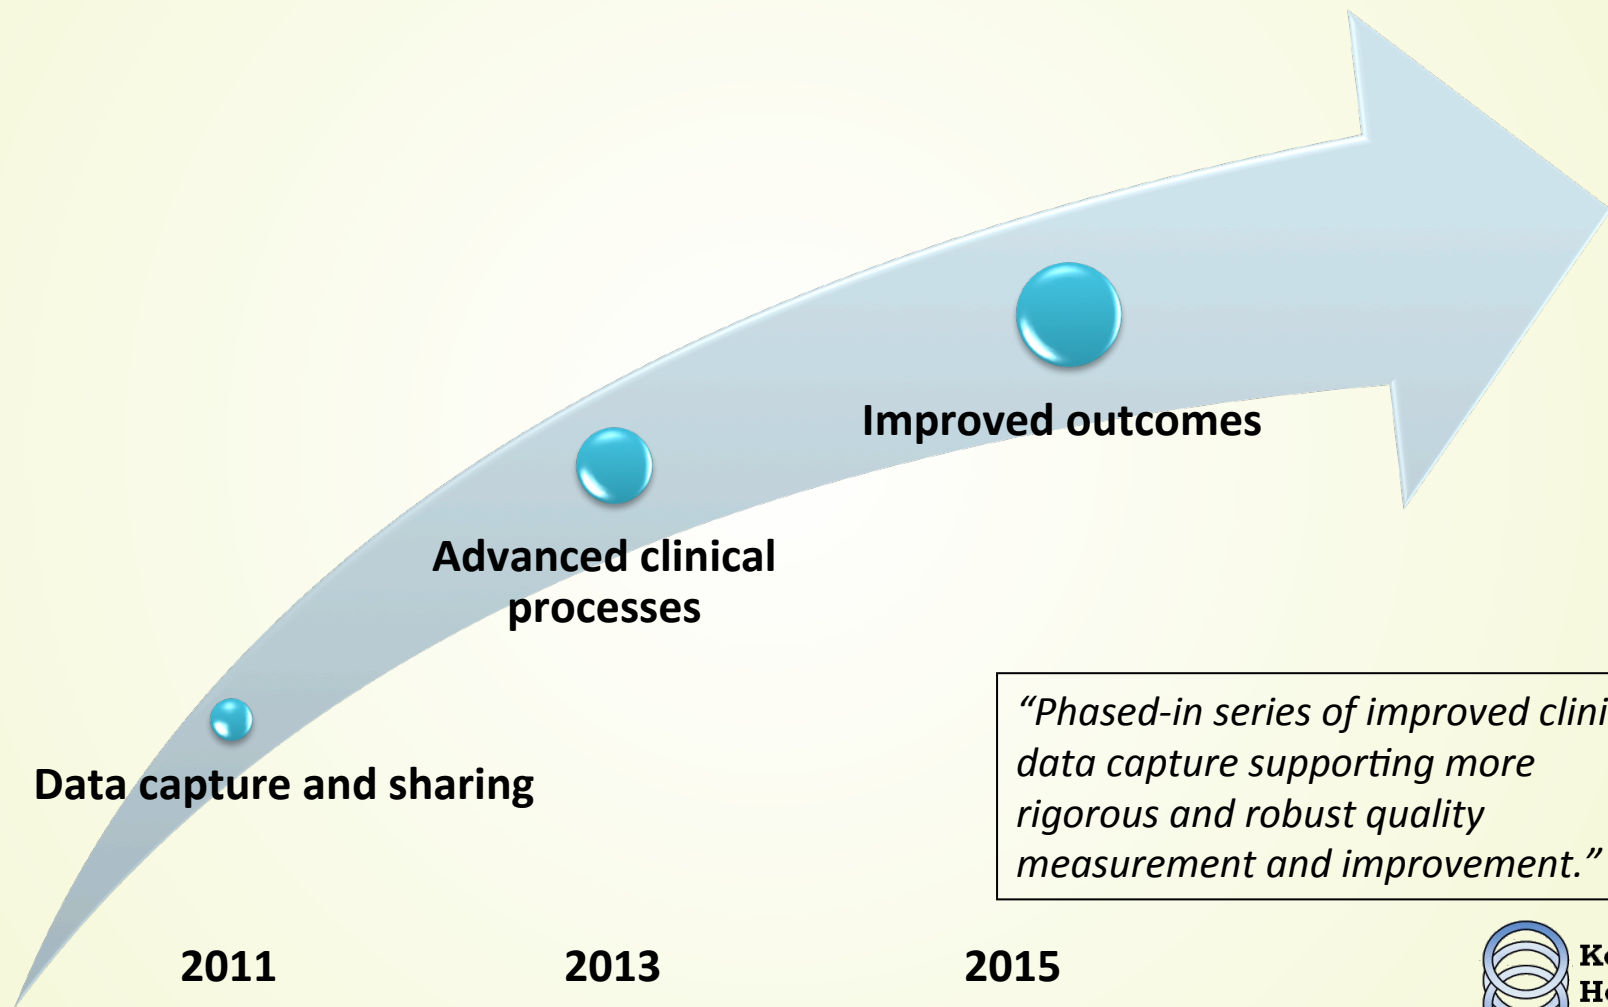 Improved outcomes
Advanced clinical
processes
Data capture and sharing
“Phased-in series of improved
data capture supporting more
rigorous and robust quality
measurement and improvement.”
2011 2013 2015